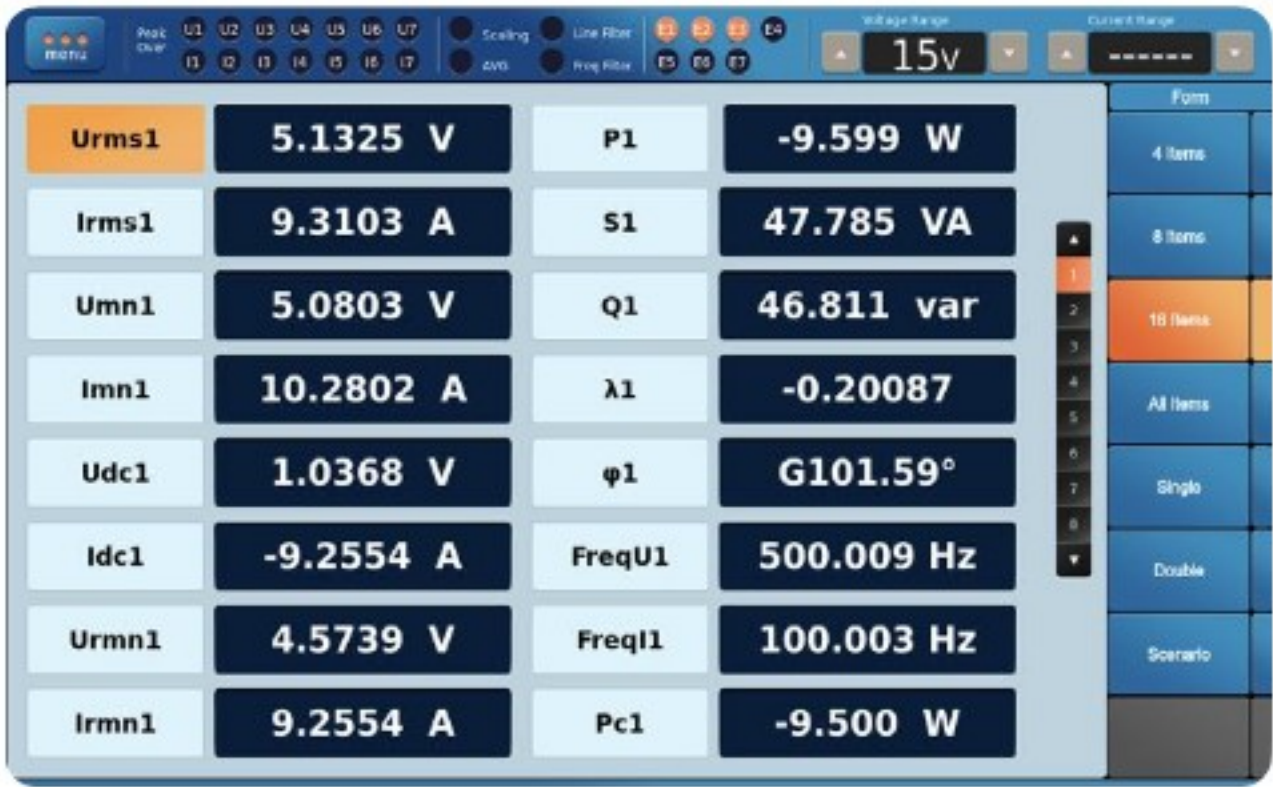 menu
Peak Over
U1 U2 U3 U4 U5 U6 U7
I1 I2 I3 I4 I5 I6 I7
Scaling
AVG
Line Filter
Freq Filter
E1 E2 E3 E4
E5 E6 E7
Voltage Range
15V
Current Range
------
Urms1 5.1325 V P1 -9.599 W
Irms1 9.3103 A S1 47.785 VA
Umn1 5.0803 V Q1 46.811 var
Imn1 10.2802 A λ1 -0.20087
Udc1 1.0368 V φ1 G101.59°
Idc1 -9.2554 A FreqU1 500.009 Hz
Urmn1 4.5739 V FreqI1 100.003 Hz
Irmn1 9.2554 A Pc1 -9.500 W
1
2
3
4
5
6
7
8
Form
4 Items
8 Items
16 Items
All Items
Single
Double
Scenario